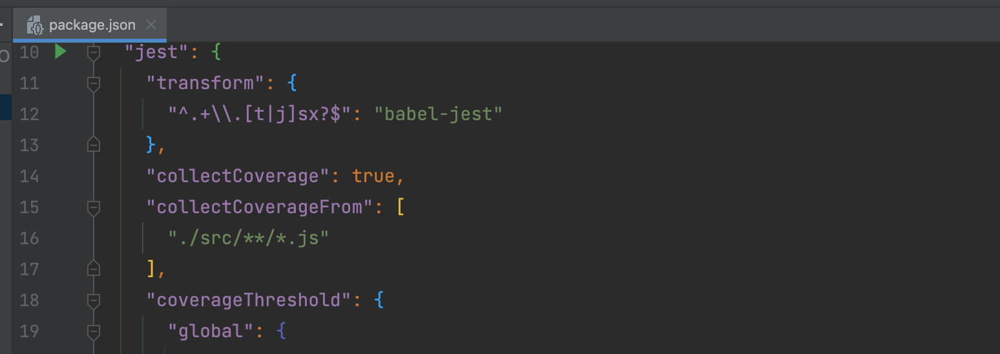 package.json
10 "jest": {
11 "transform": {
12 "^.+\\.[t|j]sx?$": "babel-jest"
13 },
14 "collectCoverage": true,
15 "collectCoverageFrom": [
16 "./src/**/*.js"
17 ],
18 "coverageThreshold": {
19 "global": {